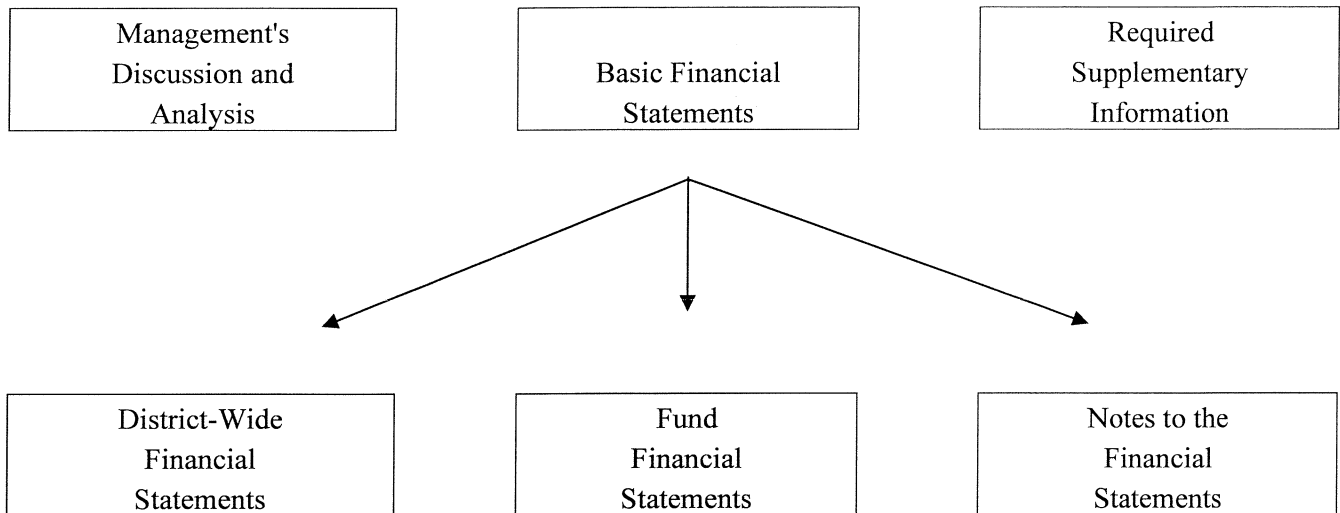 Management's
Discussion and
Analysis
Basic Financial
Statements
Required
Supplementary
Information
District-Wide
Financial
Statements
Fund
Financial
Statements
Notes to the
Financial
Statements